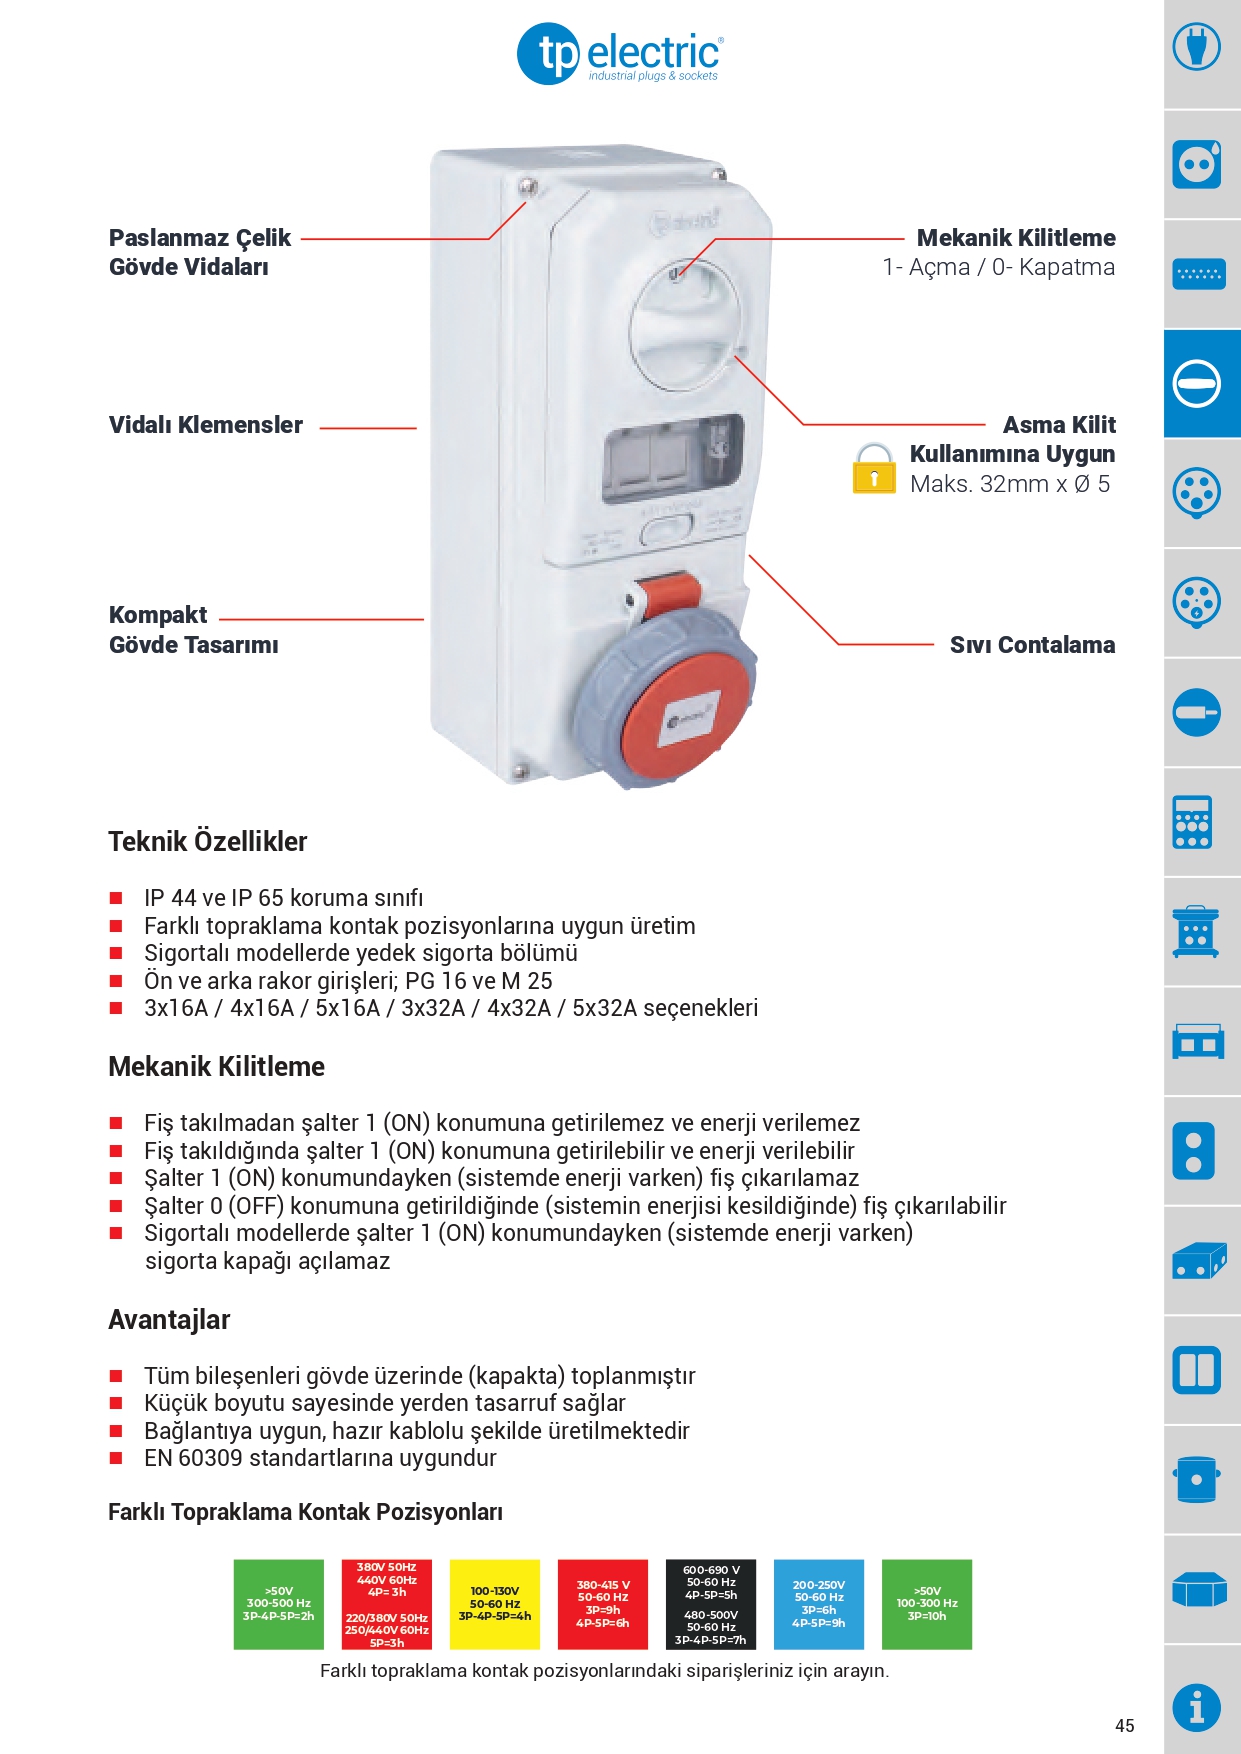 tp electric®
industrial plugs & sockets
Paslanmaz Çelik
Gövde Vidaları
Mekanik Kilitleme
1- Açma / 0- Kapatma
Vidalı Klemensler
Asma Kilit
Kullanımına Uygun
Maks. 32mm x Ø 5
Kompakt
Gövde Tasarımı
Sıvı Contalama
tp electric
Teknik Özellikler
IP 44 ve IP 65 koruma sınıfı
Farklı topraklama kontak pozisyonlarına uygun üretim
Sigortalı modellerde yedek sigorta bölümü
Ön ve arka rakor girişleri; PG 16 ve M 25
3x16A / 4x16A / 5x16A / 3x32A / 4x32A / 5x32A seçenekleri
Mekanik Kilitleme
Fiş takılmadan şalter 1 (ON) konumuna getirilemez ve enerji verilemez
Fiş takıldığında şalter 1 (ON) konumuna getirilebilir ve enerji verilebilir
Şalter 1 (ON) konumundayken (sistemde enerji varken) fiş çıkarılamaz
Şalter 0 (OFF) konumuna getirildiğinde (sistemin enerjisi kesildiğinde) fiş çıkarılabilir
Sigortalı modellerde şalter 1 (ON) konumundayken (sistemde enerji varken)
sigorta kapağı açılamaz
Avantajlar
Tüm bileşenleri gövde üzerinde (kapakta) toplanmıştır
Küçük boyutu sayesinde yerden tasarruf sağlar
Bağlantıya uygun, hazır kablolu şekilde üretilmektedir
EN 60309 standartlarına uygundur
Farklı Topraklama Kontak Pozisyonları
>50V
300-500 Hz
3P-4P-5P=2h
380V 50Hz
440V 60Hz
4P= 3h
220/380V 50Hz
250/440V 60Hz
5P=3h
100-130V
50-60 Hz
3P-4P-5P=4h
380-415 V
50-60 Hz
3P=9h
4P-5P=6h
600-690 V
50-60 Hz
4P-5P=5h
480-500V
50-60 Hz
3P-4P-5P=7h
200-250V
50-60 Hz
3P=6h
4P-5P=9h
>50V
100-300 Hz
3P=10h
Farklı topraklama kontak pozisyonlarındaki siparişleriniz için arayın.
45